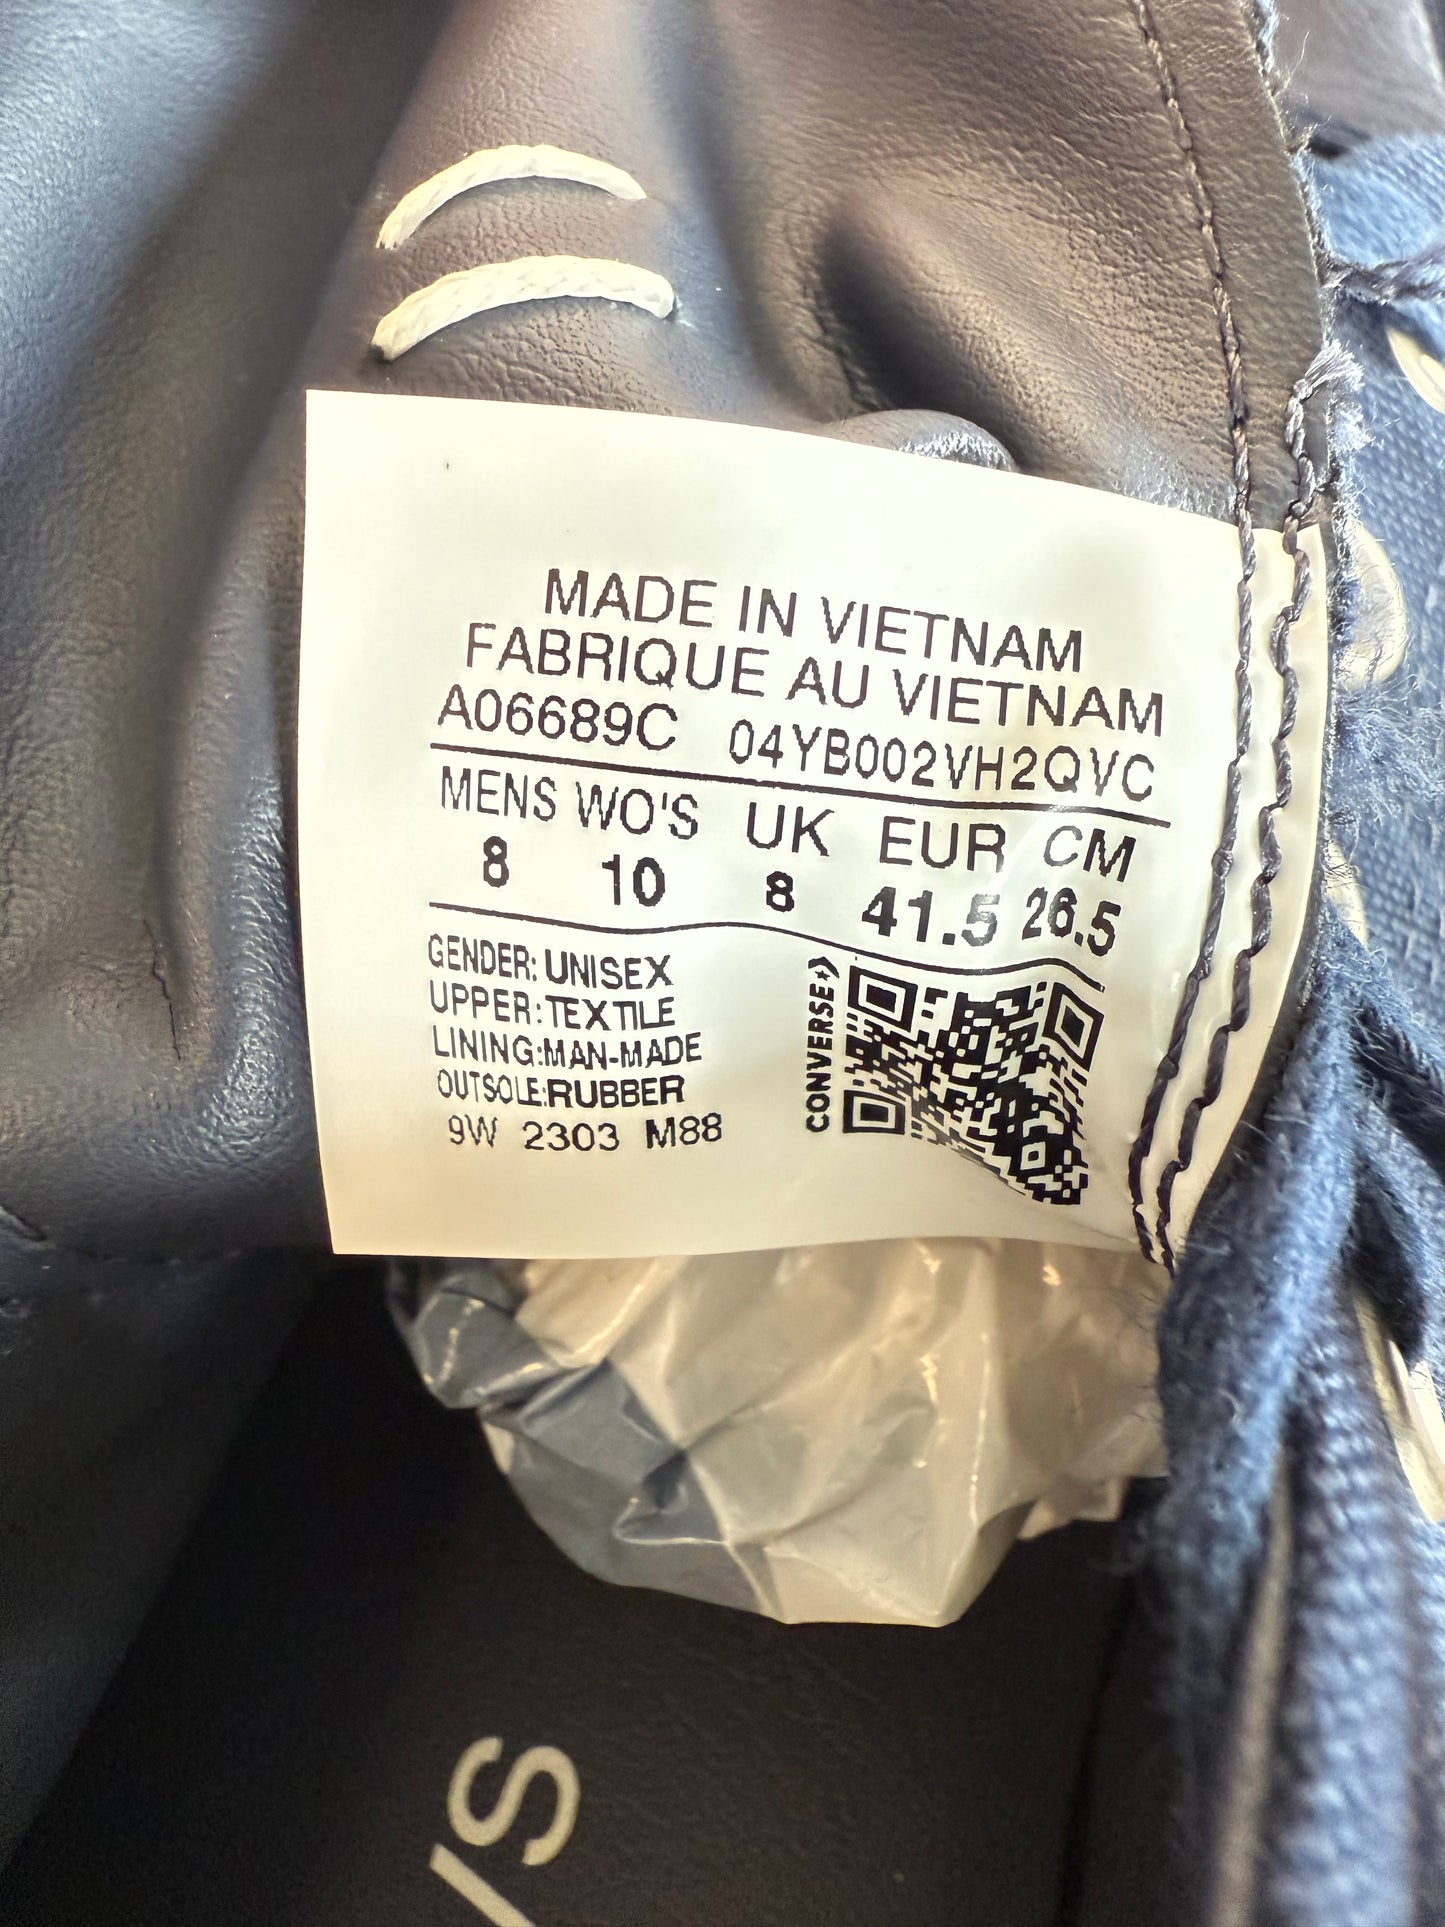 MADE IN VIETNAM
FABRIQUE AU VIETNAM
A06689C 04YB002VH2QVC
MENS WO'S UK EUR CM
8 10 8 41.5 26.5
GENDER: UNISEX
UPPER: TEXTILE
LINING:MAN-MADE
OUTSOLE:RUBBER
9W 2303 M88
CONVERSE